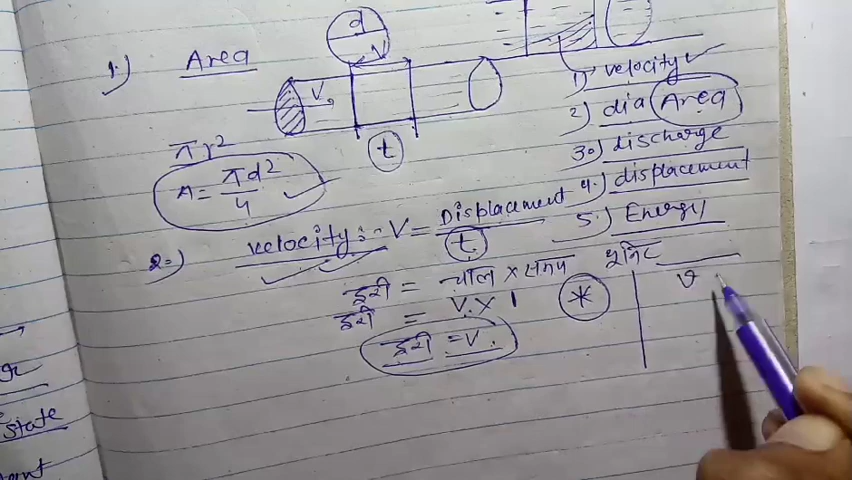 d
1.) Area
V
V
1) velocity
2) dia Area
t
3.) discharge
πr²
A = πd²/4
4.) displacement
2.) velocity :- V = Displacement / t
5.) Energy
दूरी = चाल × समय
यूनिट
दूरी = V × 1
*
दूरी = V.
state